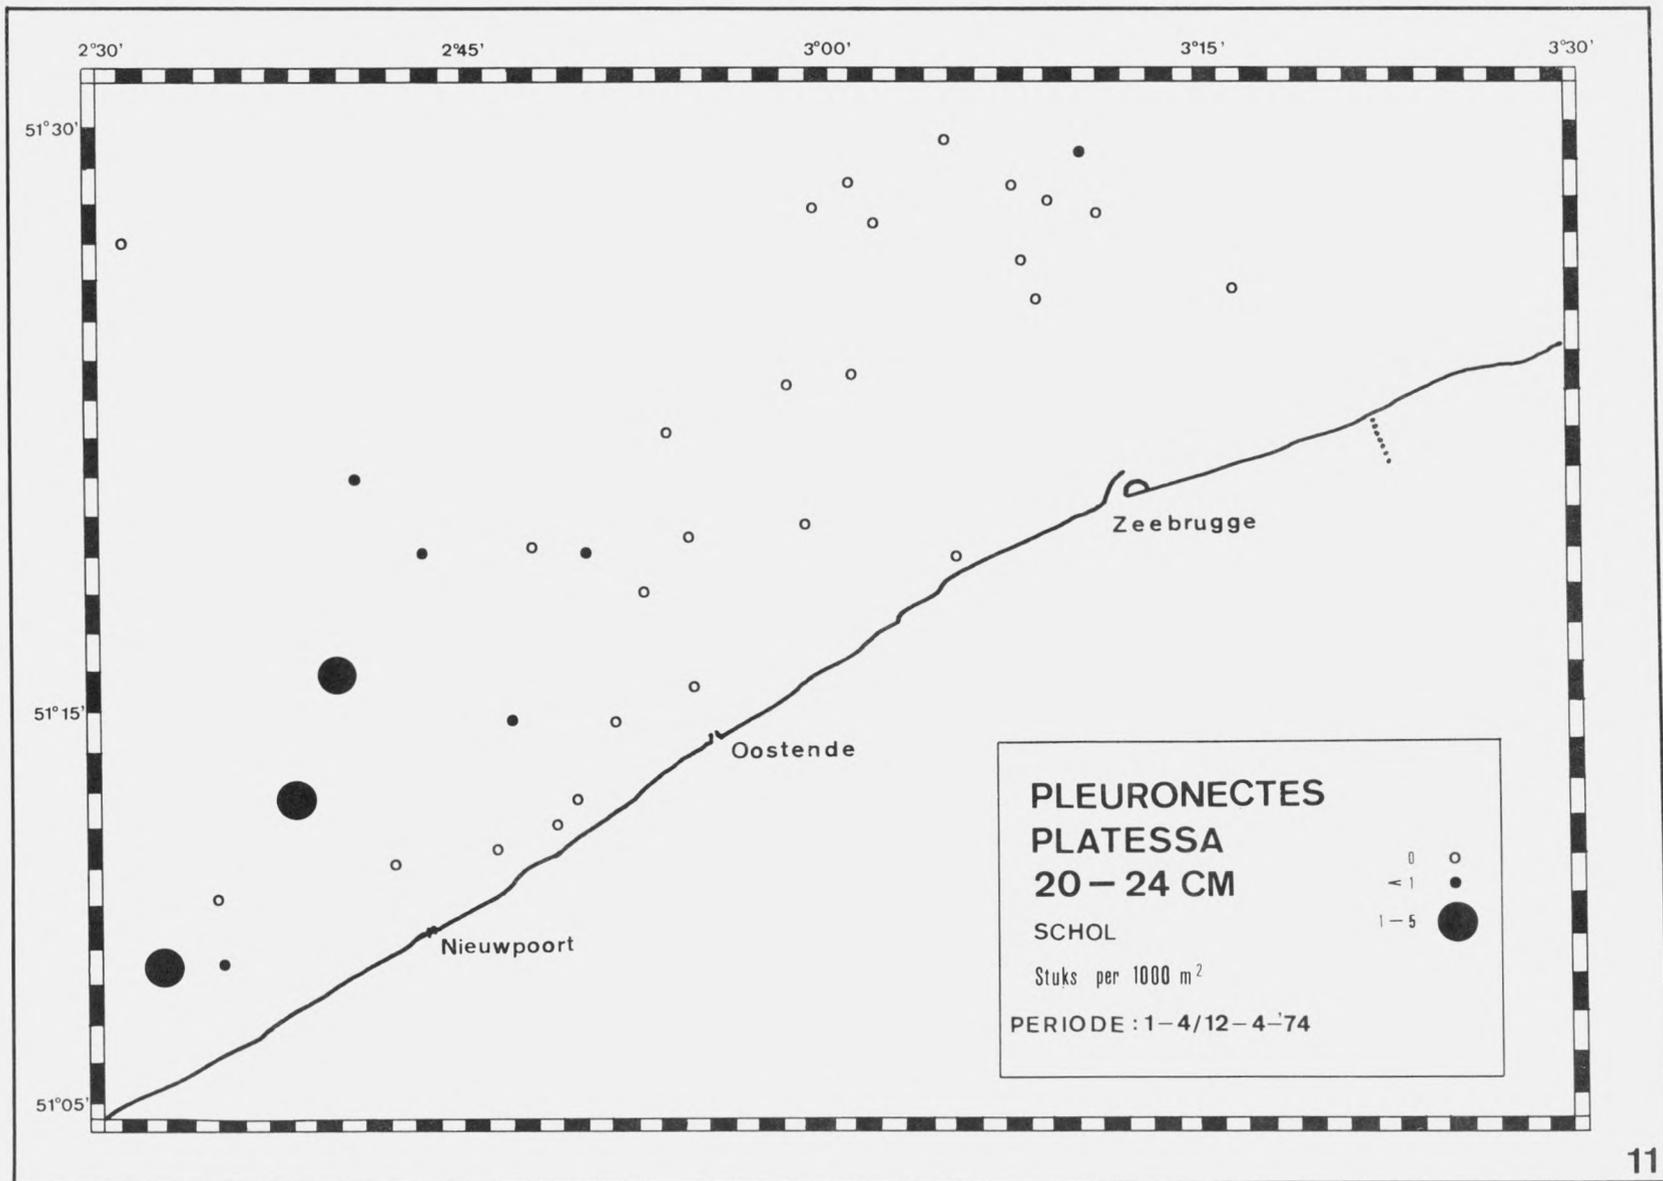 2°30' 2°45' 3°00' 3°15' 3°30'
51°30'
Zeebrugge
51°15'
Oostende
PLEURONECTES
PLATESSA
20 – 24 CM
SCHOL
Stuks per 1000 m²
PERIODE : 1–4/12–4–'74
0
< 1
1 – 5
Nieuwpoort
51°05'
11